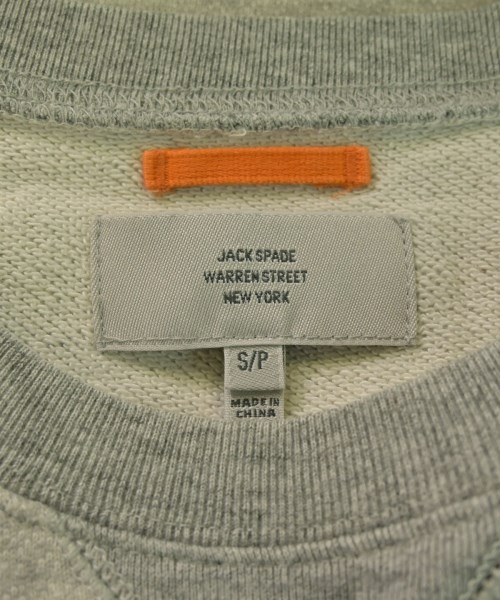 JACK SPADE
WARREN STREET
NEW YORK
S/P
MADE IN
CHINA